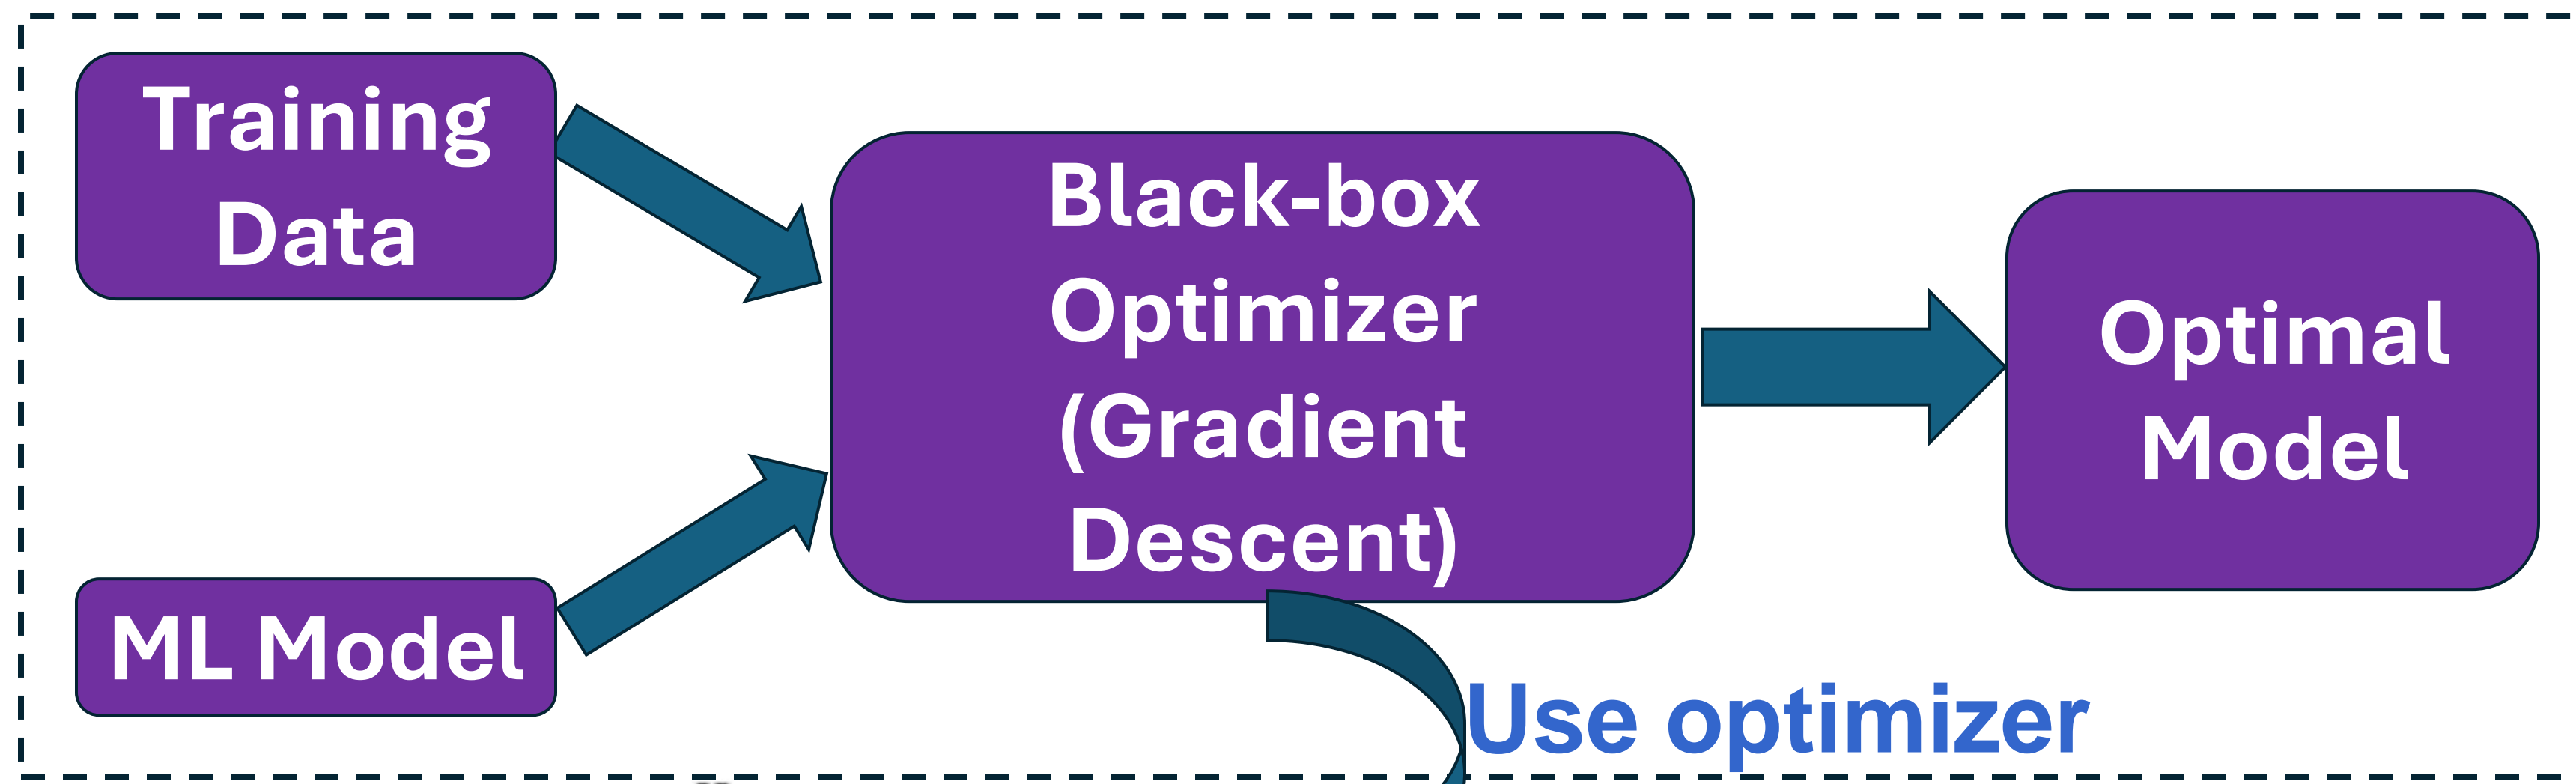 Training
Data
ML Model
Black-box
Optimizer
(Gradient
Descent)
Optimal
Model
Use optimizer